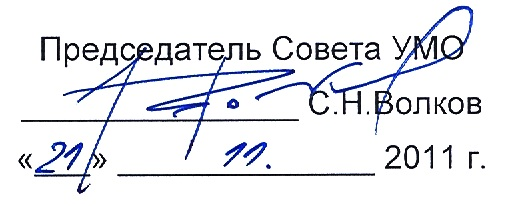 Председатель Совета УМО
С.Н.Волков
«21» 11. 2011 г.